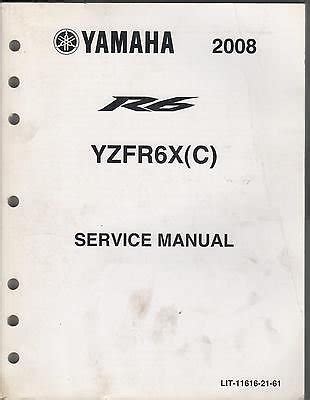 YAMAHA 2008
R6
YZFR6X(C)
SERVICE MANUAL
LIT-11616-21-61